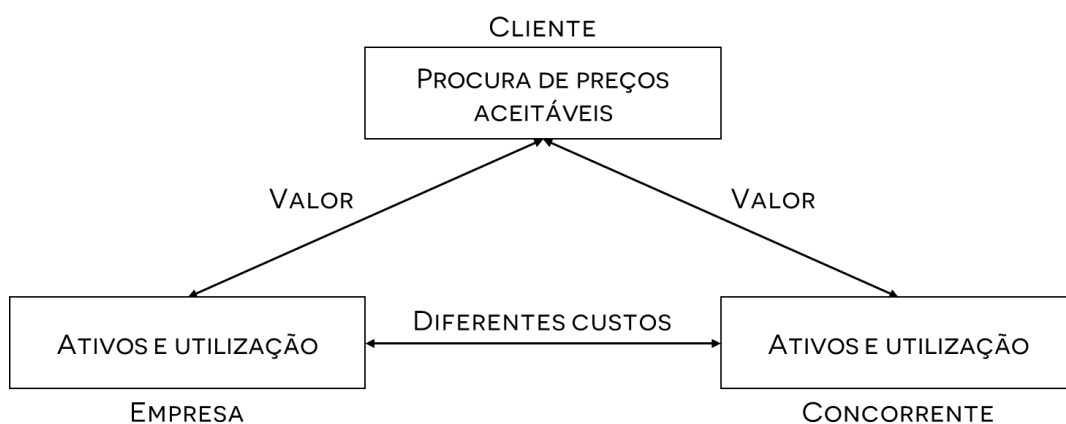 Cliente
Procura de preços
aceitáveis
Valor
Valor
Ativos e utilização
Diferentes custos
Ativos e utilização
Empresa
Concorrente